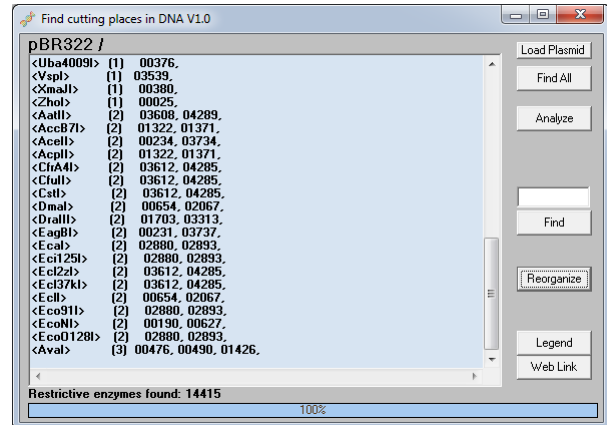 Find cutting places in DNA V1.0
pBR322 /
<Uba4009I> (1) 00376,
<VspI> (1) 03539,
<XmaJI> (1) 00380,
<ZhoI> (1) 00025,
<AatII> (2) 03608, 04289,
<AccB7I> (2) 01322, 01371,
<AceII> (2) 00234, 03734,
<AcpII> (2) 01322, 01371,
<CfrA4I> (2) 03612, 04285,
<CfuII> (2) 03612, 04285,
<CstI> (2) 03612, 04285,
<DmaI> (2) 00654, 02067,
<DraIII> (2) 01703, 03313,
<EagBI> (2) 00231, 03737,
<EcaI> (2) 02880, 02893,
<Eci125I> (2) 02880, 02893,
<Ecl2zI> (2) 03612, 04285,
<Ecl37kI> (2) 03612, 04285,
<EclI> (2) 00654, 02067,
<Eco91I> (2) 02880, 02893,
<EcoNI> (2) 00190, 00627,
<EcoO128I> (2) 02880, 02893,
<AvaI> (3) 00476, 00490, 01426,
Load Plasmid
Find All
Analyze
Find
Reorganize
Legend
Web Link
Restrictive enzymes found: 14415
100%